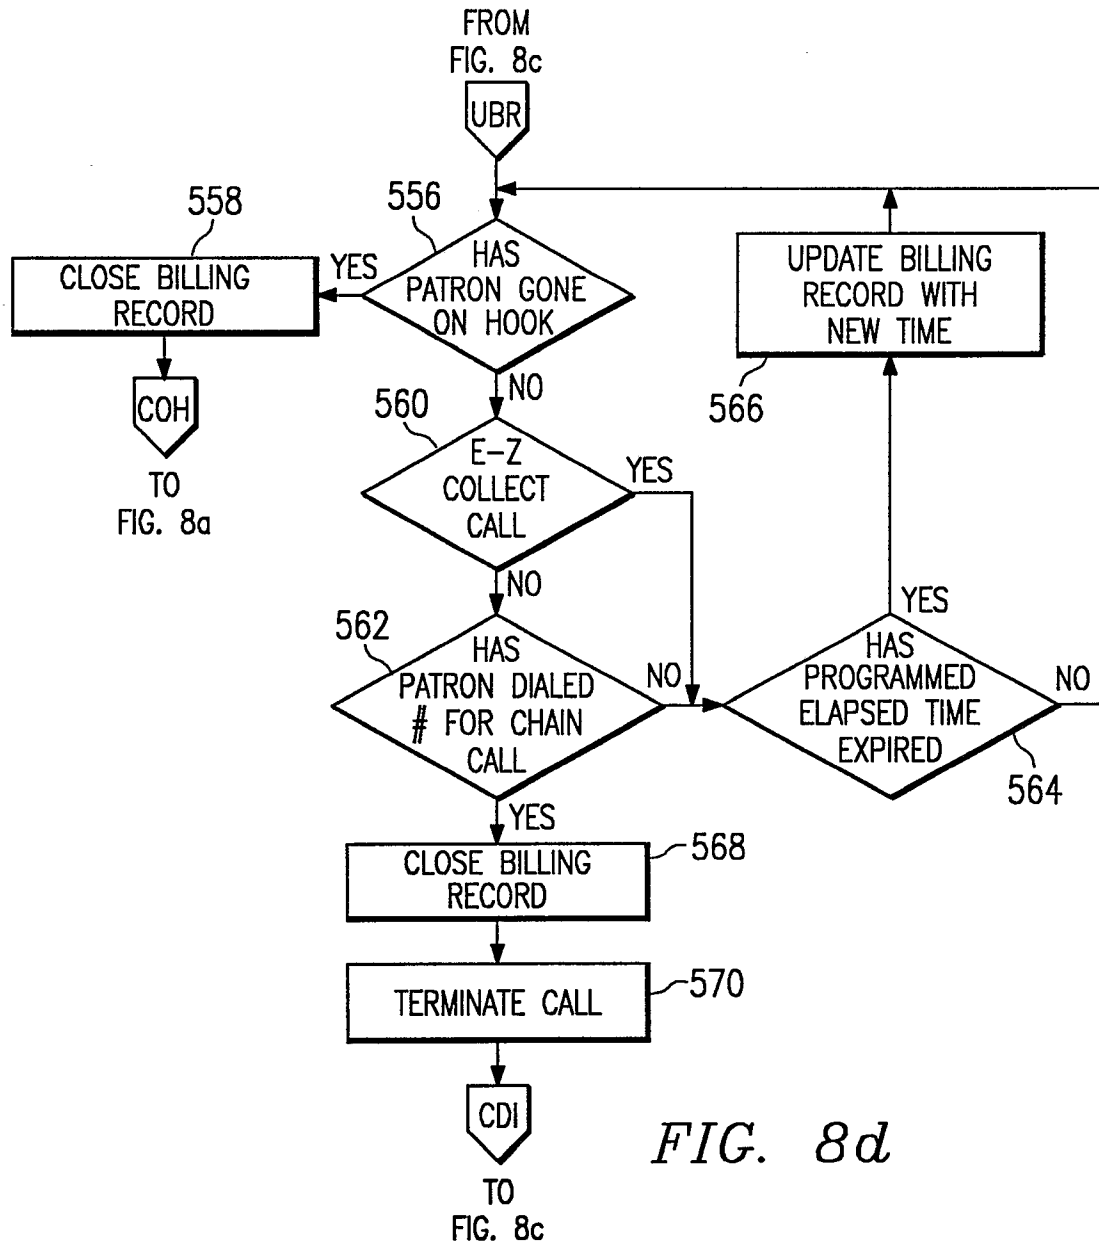 FROM
FIG. 8c
UBR
558
556
CLOSE BILLING
RECORD
YES
HAS
PATRON GONE
ON HOOK
UPDATE BILLING
RECORD WITH
NEW TIME
566
COH
TO
FIG. 8a
NO
560
E-Z
COLLECT
CALL
YES
NO
562
HAS
PATRON DIALED
# FOR CHAIN
CALL
NO
YES
HAS
PROGRAMMED
ELAPSED TIME
EXPIRED
NO
564
YES
CLOSE BILLING
RECORD
568
TERMINATE CALL
570
CDI
TO
FIG. 8c
FIG. 8d